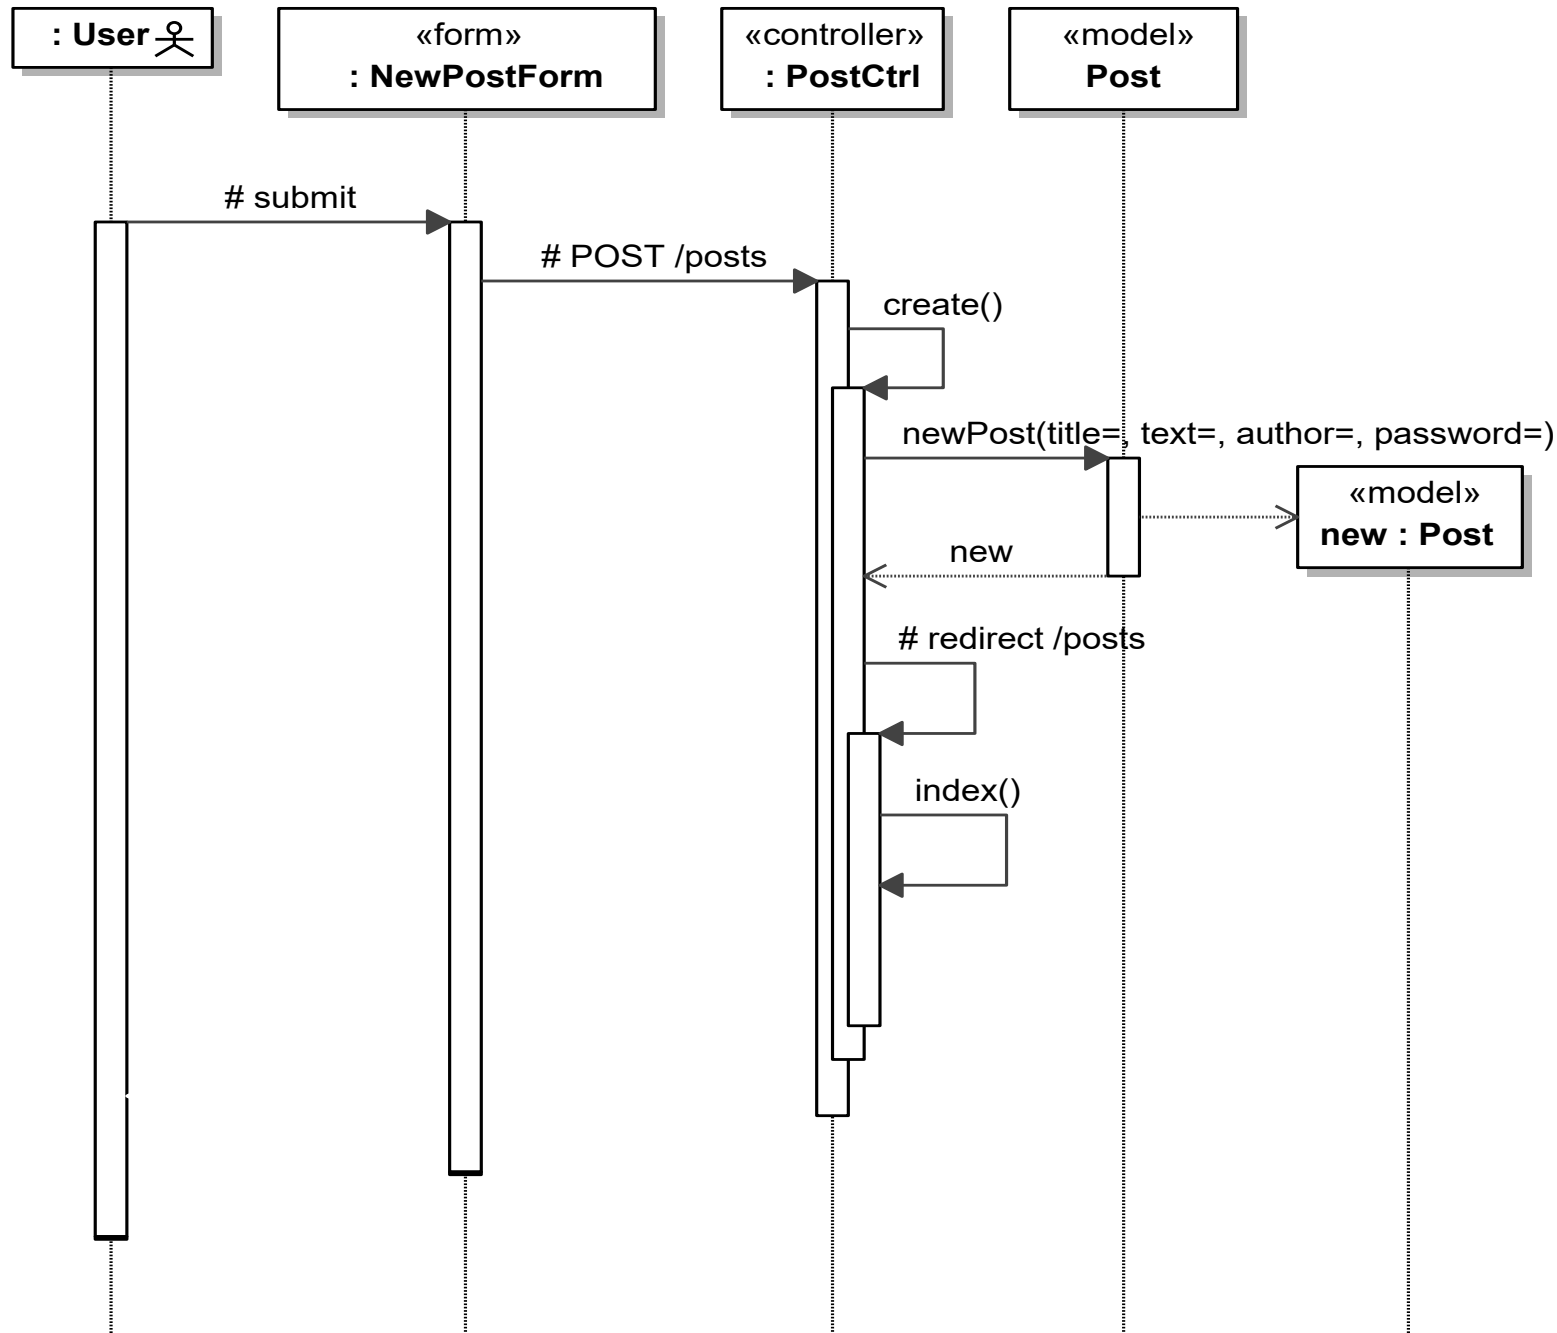 : User
«form»
: NewPostForm
«controller»
: PostCtrl
«model»
Post
# submit
# POST /posts
create()
newPost(title=, text=, author=, password=)
«model»
new : Post
new
# redirect /posts
index()